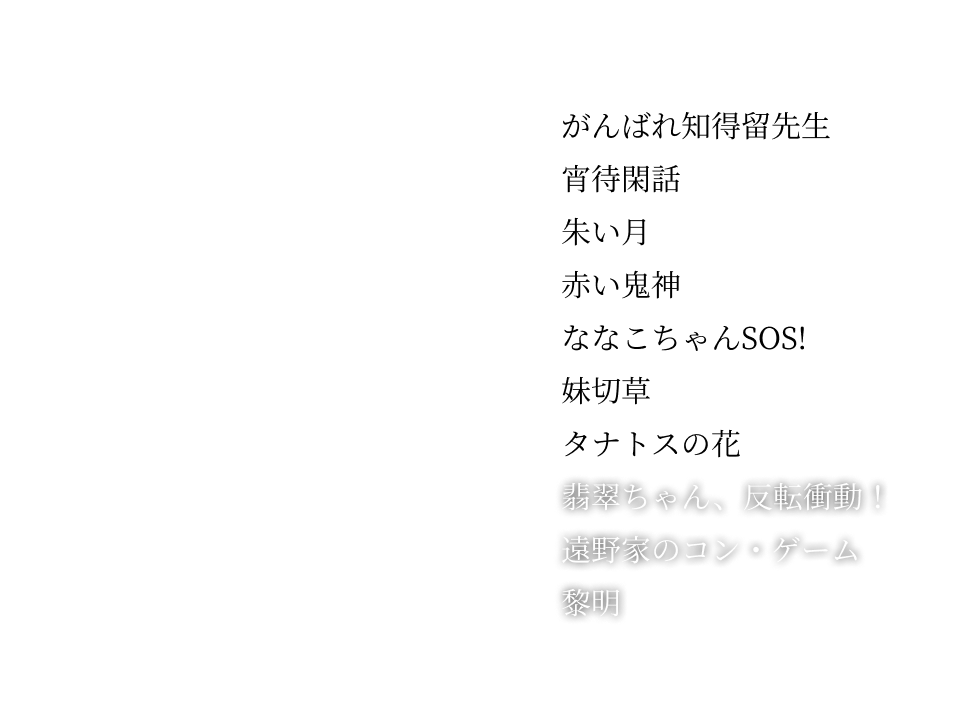 がんばれ知得留先生
宵待閑話
朱い月
赤い鬼神
ななこちゃんSOS!
妹切草
タナトスの花
翡翠ちゃん、反転衝動！
遠野家のコン・ゲーム
黎明